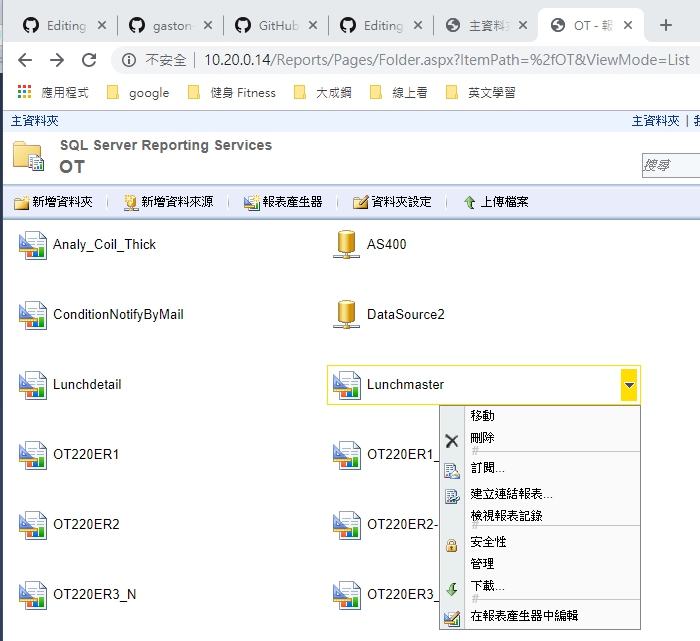 Editing
gaston-
GitHub
Editing
主資料夾
OT - 報
不安全 10.20.0.14/Reports/Pages/Folder.aspx?ItemPath=%2fOT&ViewMode=List
應用程式 google 健身 Fitness 大成鋼 線上看 英文學習
主資料夾 主資料夾 |
SQL Server Reporting Services
OT
搜尋
新增資料夾 新增資料來源 報表產生器 資料夾設定 上傳檔案
Analy_Coil_Thick AS400
ConditionNotifyByMail DataSource2
Lunchdetail Lunchmaster
移動
刪除
#
訂閱...
建立連結報表...
檢視報表記錄
#
安全性
管理
下載...
#
在報表產生器中編輯
OT220ER1 OT220ER1_
OT220ER2 OT220ER2-
OT220ER3_N OT220ER3_